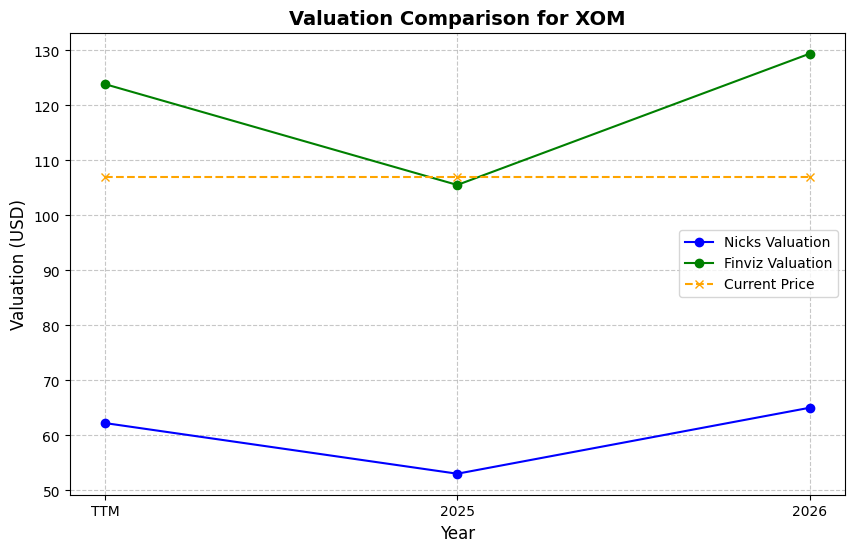 Valuation Comparison for XOM
Valuation (USD)
130
120
110
100
90
80
70
60
50
Nicks Valuation
Finviz Valuation
Current Price
TTM
2025
2026
Year